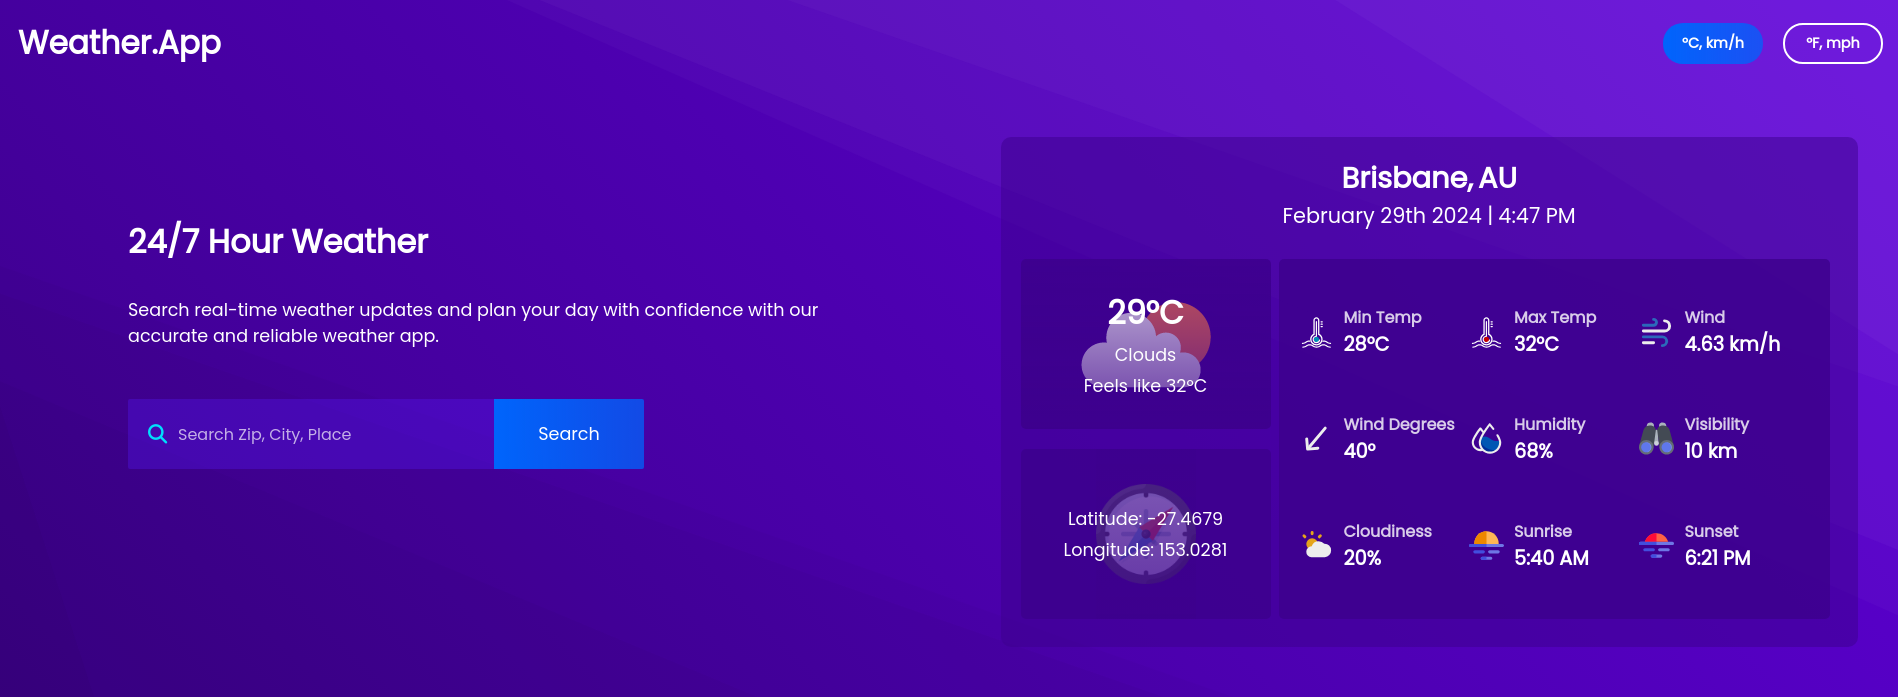 Weather.App
°C, km/h
°F, mph
24/7 Hour Weather
Search real-time weather updates and plan your day with confidence with our
accurate and reliable weather app.
Search Zip, City, Place
Search
Brisbane, AU
February 29th 2024 | 4:47 PM
29°C
Clouds
Feels like 32°C
Latitude: -27.4679
Longitude: 153.0281
Min Temp
28°C
Max Temp
32°C
Wind
4.63 km/h
Wind Degrees
40°
Humidity
68%
Visibility
10 km
Cloudiness
20%
Sunrise
5:40 AM
Sunset
6:21 PM